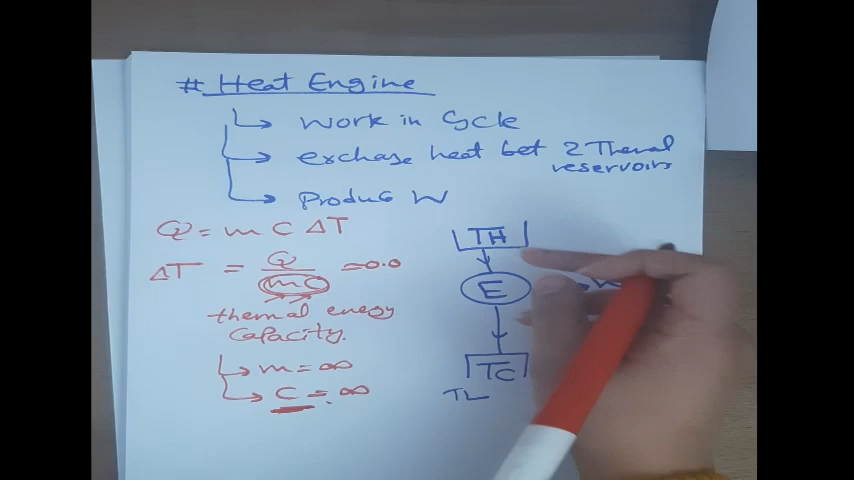 # Heat Engine
Work in Cycle
exchase heat bet 2 Thermal
reservoirs
Produc W
Q = m C ΔT
ΔT = Q / mC = 0.0
thermal energy
Capacity.
m = ∞
C = ∞
TH
E
W
TC
TL